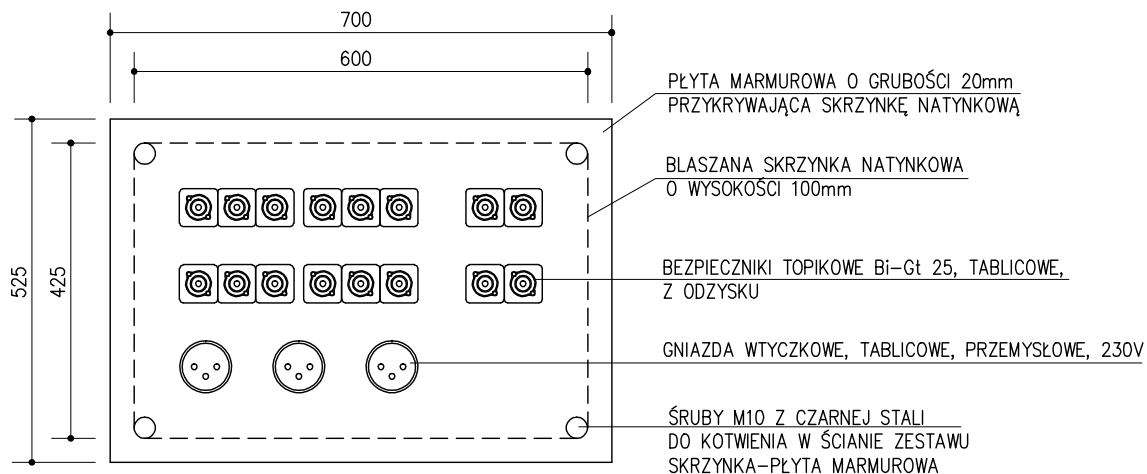 700
600
PŁYTA MARMUROWA O GRUBOŚCI 20mm
PRZYKRYWAJĄCA SKRZYNKĘ NATYNKOWĄ
BLASZANA SKRZYNKA NATYNKOWA
O WYSOKOŚCI 100mm
525
425
BEZPIECZNIKI TOPIKOWE Bi-Gt 25, TABLICOWE,
Z ODZYSKU
GNIAZDA WTYCZKOWE, TABLICOWE, PRZEMYSŁOWE, 230V
ŚRUBY M10 Z CZARNEJ STALI
DO KOTWIENIA W ŚCIANIE ZESTAWU
SKRZYNKA-PŁYTA MARMUROWA